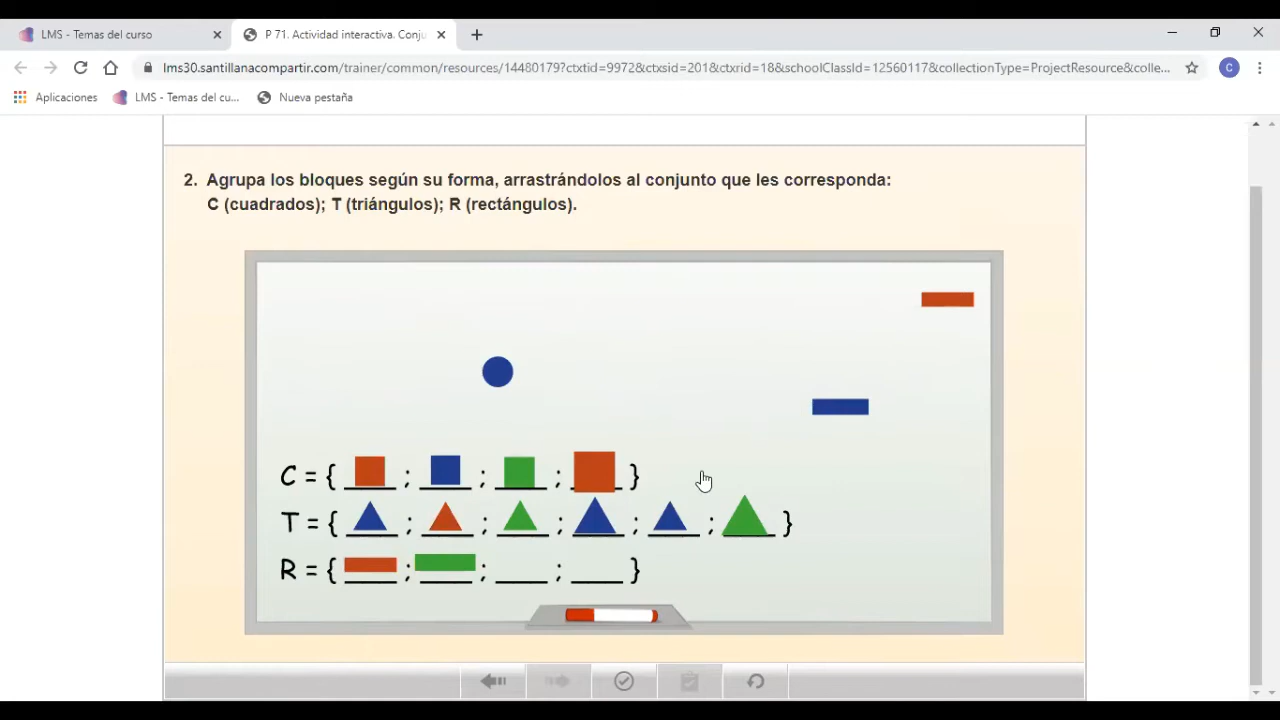 LMS - Temas del curso
P 71. Actividad interactiva. Conju
lms30.santillanacompartir.com/trainer/common/resources/14480179?ctxtid=9972&ctxsid=201&ctxrid=18&schoolClassId=12560117&collectionType=ProjectResource&colle...
C
Aplicaciones
LMS - Temas del cu...
Nueva pestaña
2. Agrupa los bloques según su forma, arrastrándolos al conjunto que les corresponda:
C (cuadrados); T (triángulos); R (rectángulos).
C = { ; ; ; }
T = { ; ; ; ; ; }
R = { ; ; ; }